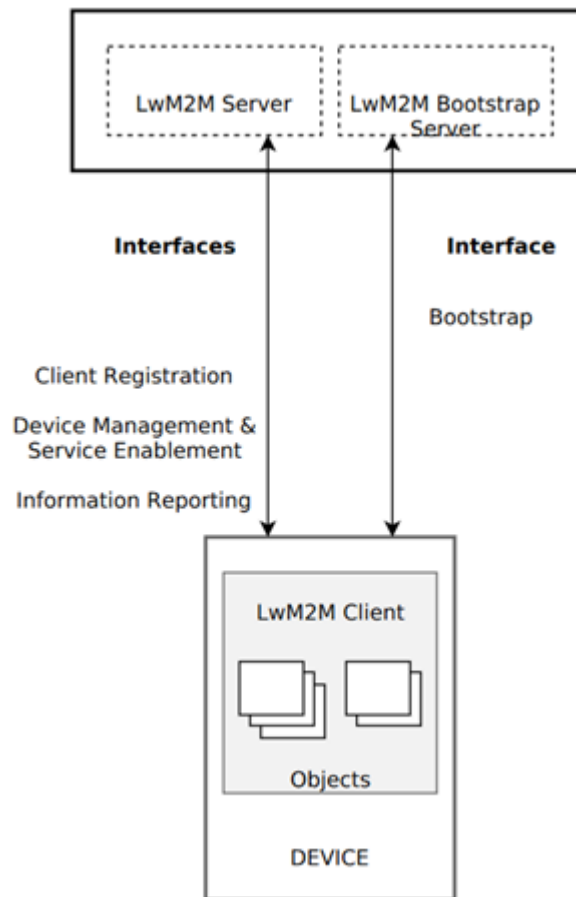 LwM2M Server
LwM2M Bootstrap
Server
Interfaces
Interface
Bootstrap
Client Registration
Device Management &
Service Enablement
Information Reporting
LwM2M Client
Objects
DEVICE